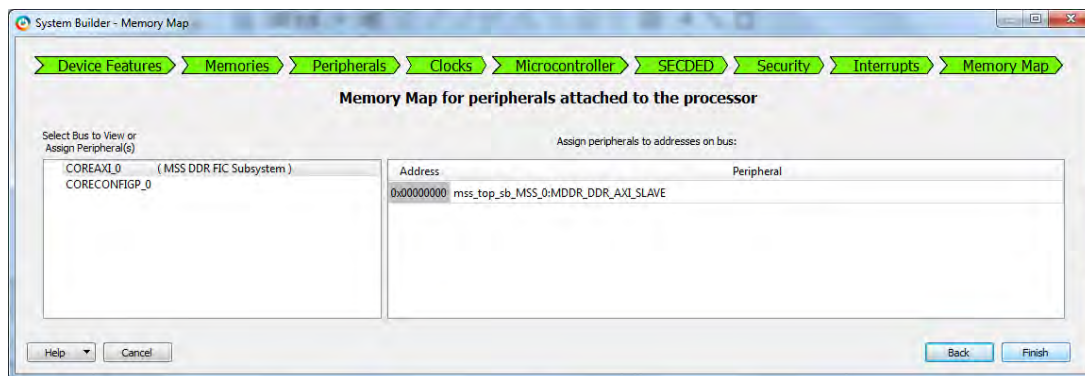 System Builder - Memory Map
Device Features Memories Peripherals Clocks Microcontroller SECDED Security Interrupts Memory Map
Memory Map for peripherals attached to the processor
Select Bus to View or
Assign Peripheral(s)
Assign peripherals to addresses on bus:
COREAXI_0 ( MSS DDR FIC Subsystem )
CORECONFIGP_0
Address Peripheral
0x00000000 mss_top_sb_MSS_0:MDDR_DDR_AXI_SLAVE
Help Cancel Back Finish